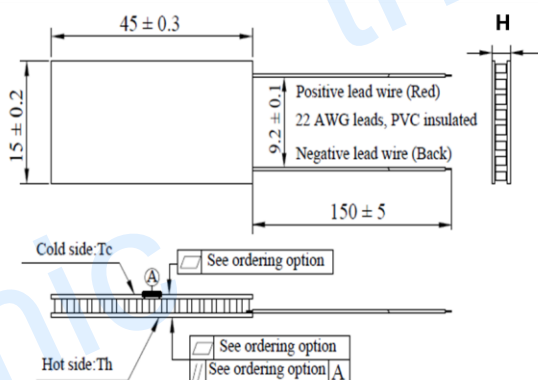 45 ± 0.3
H
15 ± 0.2
9.2 ± 0.1
Positive lead wire (Red)
22 AWG leads, PVC insulated
Negative lead wire (Back)
150 ± 5
Cold side:Tc
A
See ordering option
Hot side:Th
See ordering option
// See ordering option A